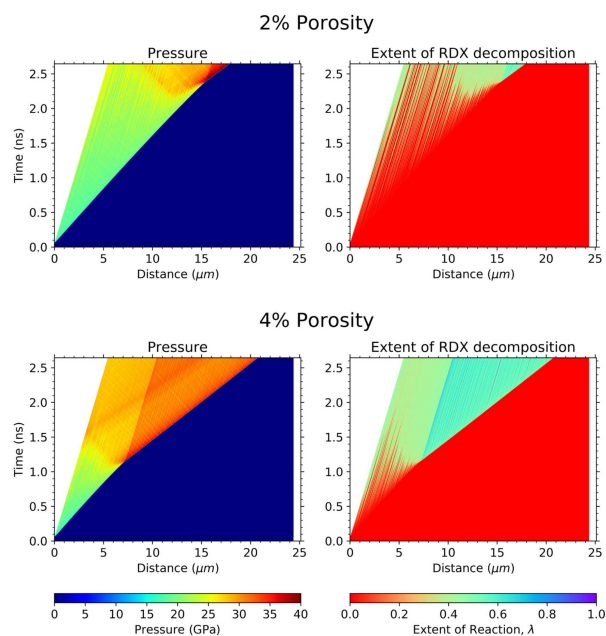 2% Porosity
Pressure
Extent of RDX decomposition
2.5
2.0
1.5
1.0
0.5
0.0
Time (ns)
0 5 10 15 20 25
Distance (μm)
2.5
2.0
1.5
1.0
0.5
0.0
0 5 10 15 20 25
Distance (μm)
4% Porosity
Pressure
Extent of RDX decomposition
2.5
2.0
1.5
1.0
0.5
0.0
Time (ns)
0 5 10 15 20 25
Distance (μm)
2.5
2.0
1.5
1.0
0.5
0.0
0 5 10 15 20 25
Distance (μm)
0 5 10 15 20 25 30 35 40
Pressure (GPa)
0.0 0.2 0.4 0.6 0.8 1.0
Extent of Reaction, λ